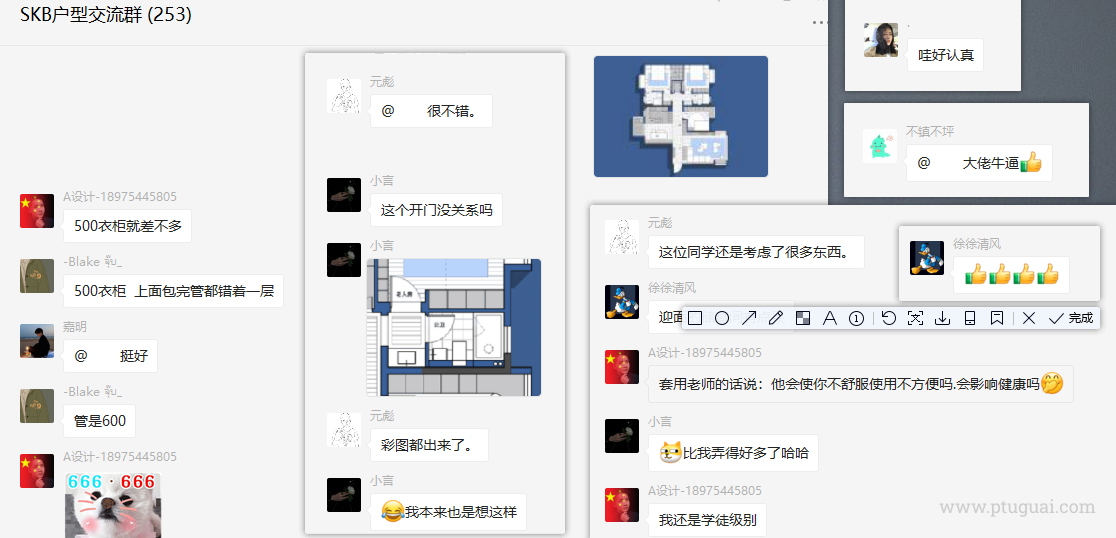 SKB户型交流群 (253)
A设计-18975445805
500衣柜就差不多
-Blake
500衣柜 上面包完管都错着一层
嘉明
@ 挺好
-Blake
管是600
A设计-18975445805
666 · 666
元彪
@ 很不错。
小言
这个开门没关系吗
小言
老人房
公卫
元彪
彩图都出来了。
小言
我本来也是想这样
元彪
这位同学还是考虑了很多东西。
徐徐清风
迎面
A设计-18975445805
套用老师的话说：他会使你不舒服使用不方便吗.会影响健康吗
小言
比我弄得好多了哈哈
A设计-18975445805
我还是学徒级别
哇好认真
不镇不坪
@ 大佬牛逼
徐徐清风
完成
www.ptuguai.com